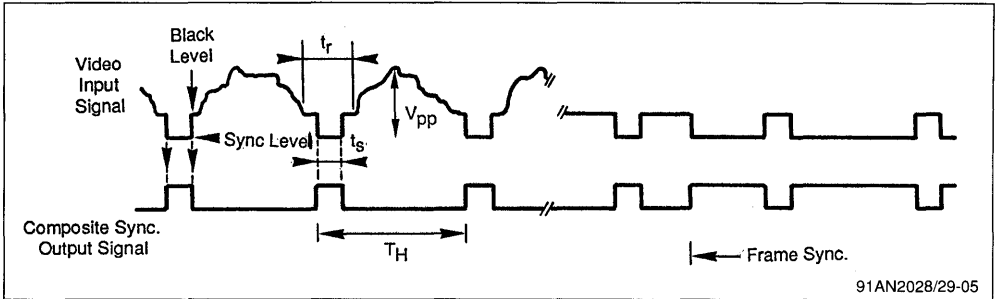 Black
Level
Video
Input
Signal
t_r
V_pp
Sync Level
t_s
Composite Sync.
Output Signal
T_H
Frame Sync.
91AN2028/29-05